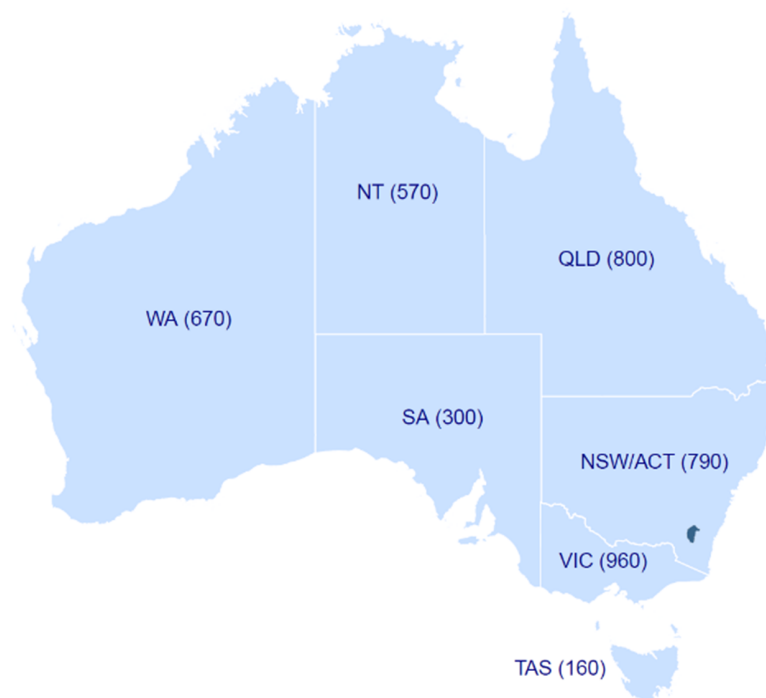 NT (570)
QLD (800)
WA (670)
SA (300)
NSW/ACT (790)
VIC (960)
TAS (160)